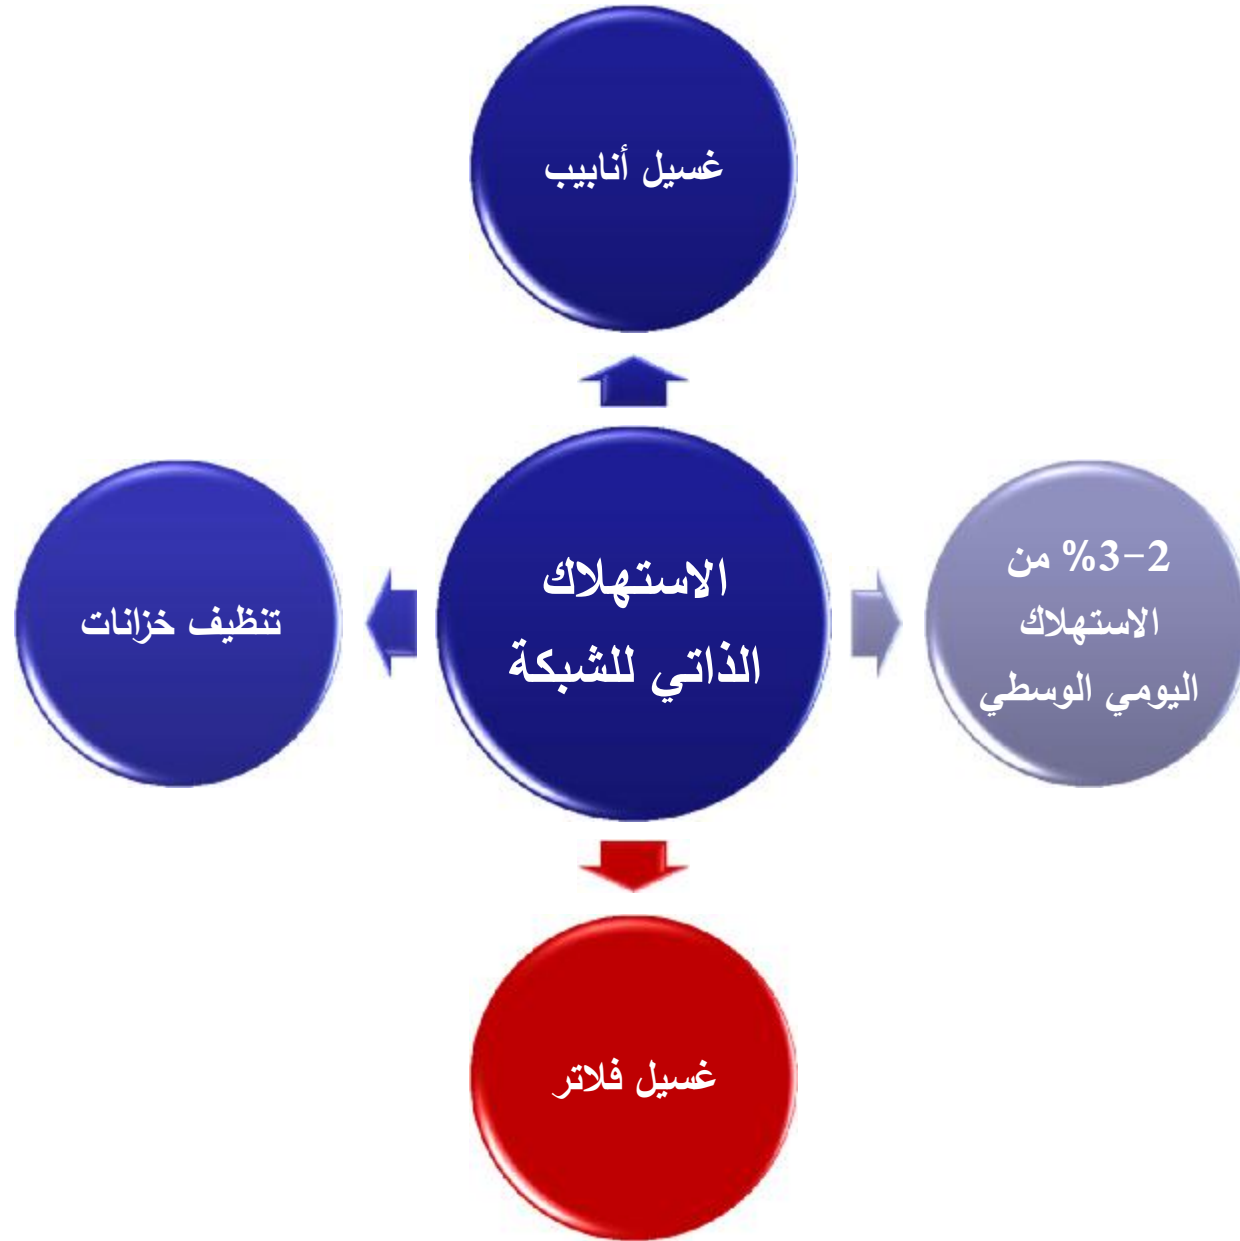 غسيل أنابيب
الاستهلاك
الذاتي للشبكة
2-3% من
الاستهلاك
اليومي الوسطي
تنظيف خزانات
غسيل فلاتر